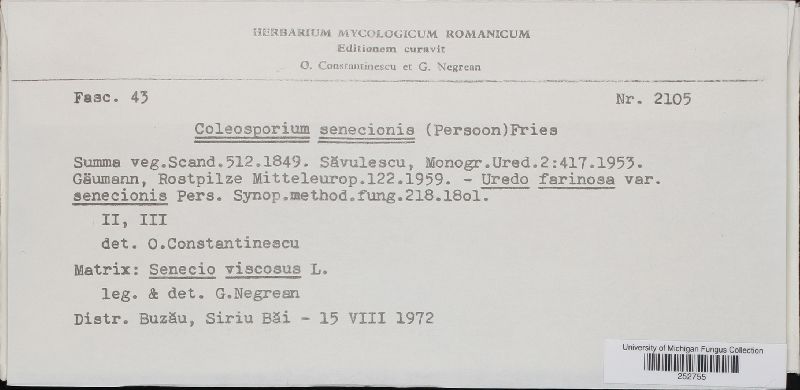 HERBARIUM MYCOLOGICUM ROMANICUM
Editionem curavit
O. Constantinescu et G. Negrean
Fasc. 43 Nr. 2105
Coleosporium senecionis (Persoon)Fries
Summa veg.Scand.512.1849. Săvulescu, Monogr.Ured.2:417.1953.
Gäumann, Rostpilze Mitteleurop.122.1959. - Uredo farinosa var.
senecionis Pers. Synop.method.fung.218.18ol.
II, III
det. O.Constantinescu
Matrix: Senecio viscosus L.
leg. & det. G.Negrean
Distr. Buzău, Siriu Băi - 15 VIII 1972
University of Michigan Fungus Collection
252755